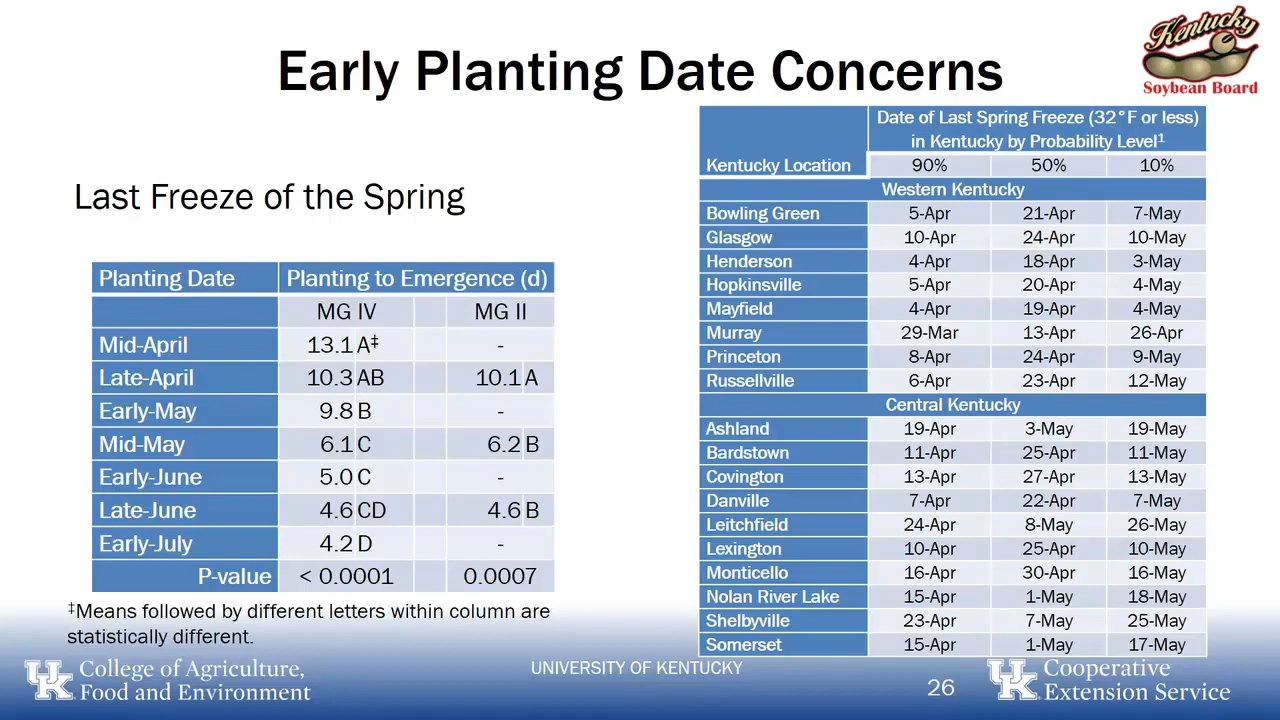 Early Planting Date Concerns
Kentucky
Soybean Board
Last Freeze of the Spring
Planting Date Planting to Emergence (d)
MG IV MG II
Mid-April 13.1 A‡ -
Late-April 10.3 AB 10.1 A
Early-May 9.8 B -
Mid-May 6.1 C 6.2 B
Early-June 5.0 C -
Late-June 4.6 CD 4.6 B
Early-July 4.2 D -
P-value < 0.0001 0.0007
‡Means followed by different letters within column are
statistically different.
Date of Last Spring Freeze (32°F or less)
in Kentucky by Probability Level¹
Kentucky Location 90% 50% 10%
Western Kentucky
Bowling Green 5-Apr 21-Apr 7-May
Glasgow 10-Apr 24-Apr 10-May
Henderson 4-Apr 18-Apr 3-May
Hopkinsville 5-Apr 20-Apr 4-May
Mayfield 4-Apr 19-Apr 4-May
Murray 29-Mar 13-Apr 26-Apr
Princeton 8-Apr 24-Apr 9-May
Russellville 6-Apr 23-Apr 12-May
Central Kentucky
Ashland 19-Apr 3-May 19-May
Bardstown 11-Apr 25-Apr 11-May
Covington 13-Apr 27-Apr 13-May
Danville 7-Apr 22-Apr 7-May
Leitchfield 24-Apr 8-May 26-May
Lexington 10-Apr 25-Apr 10-May
Monticello 16-Apr 30-Apr 16-May
Nolan River Lake 15-Apr 1-May 18-May
Shelbyville 23-Apr 7-May 25-May
Somerset 15-Apr 1-May 17-May
UK College of Agriculture,
Food and Environment
UNIVERSITY OF KENTUCKY
26
UK Cooperative
Extension Service